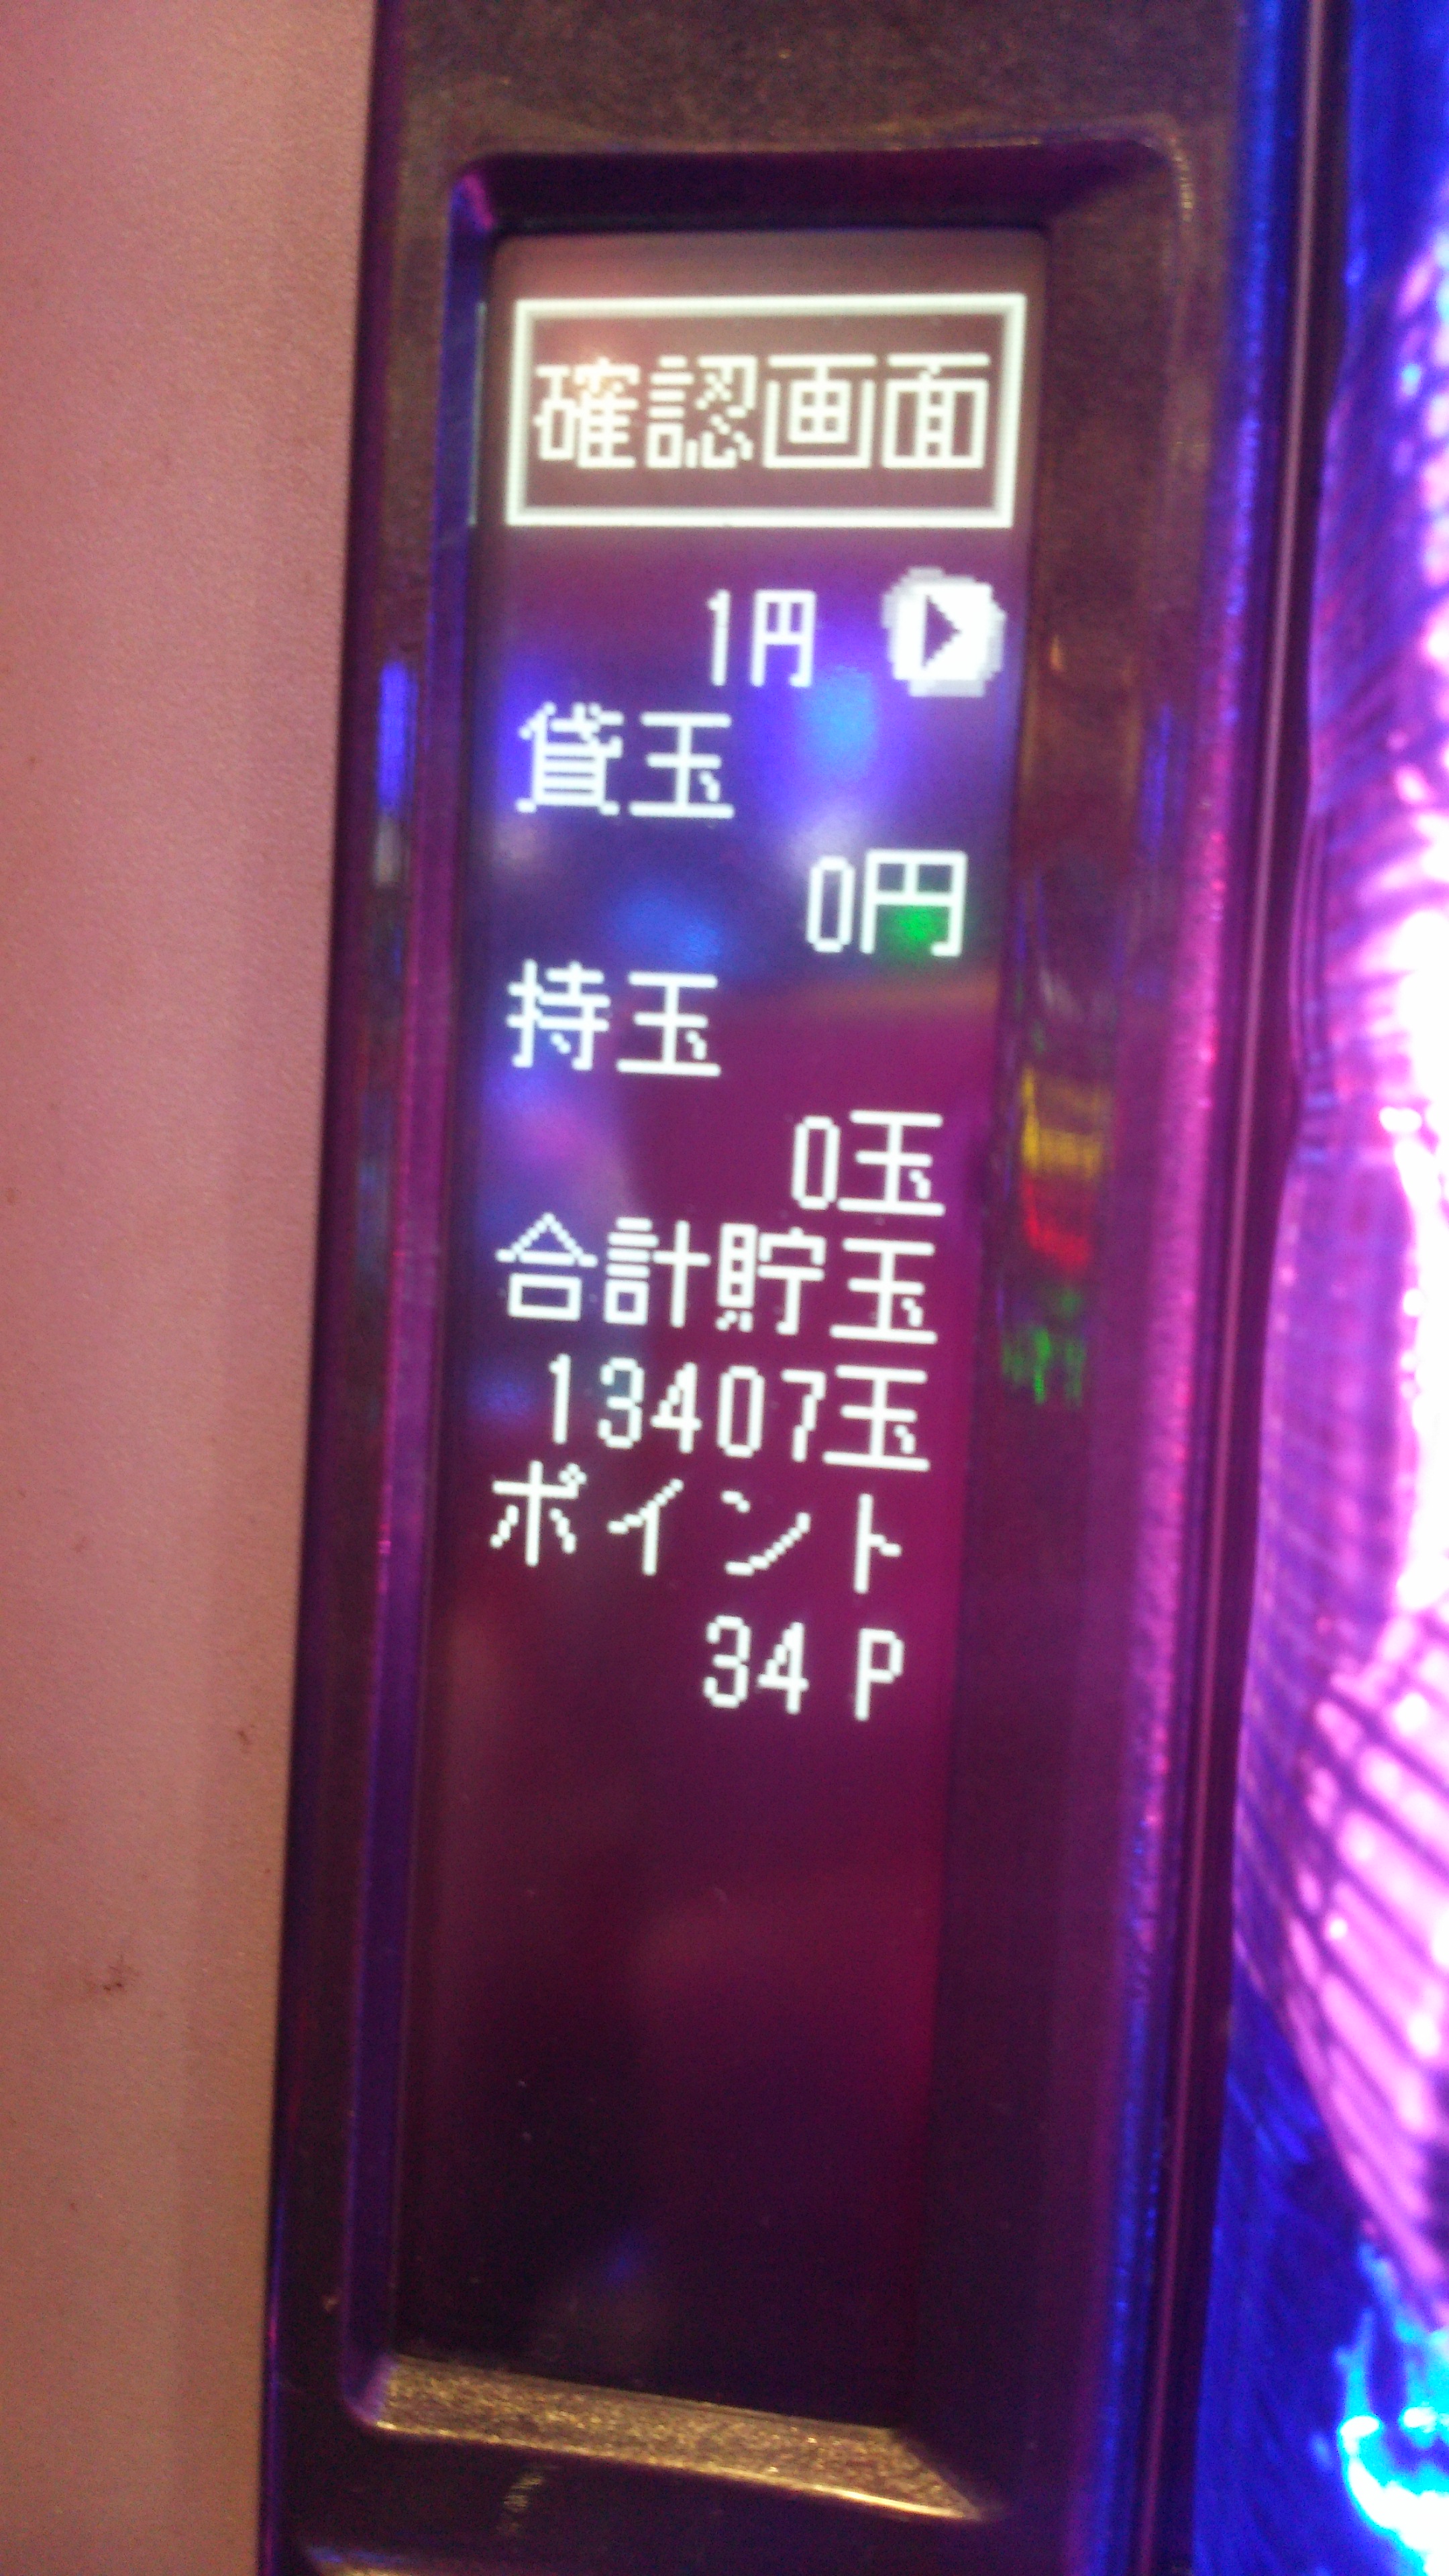 確認画面
1円
貸玉
0円
持玉
0玉
合計貯玉
13407玉
ポイント
34 P